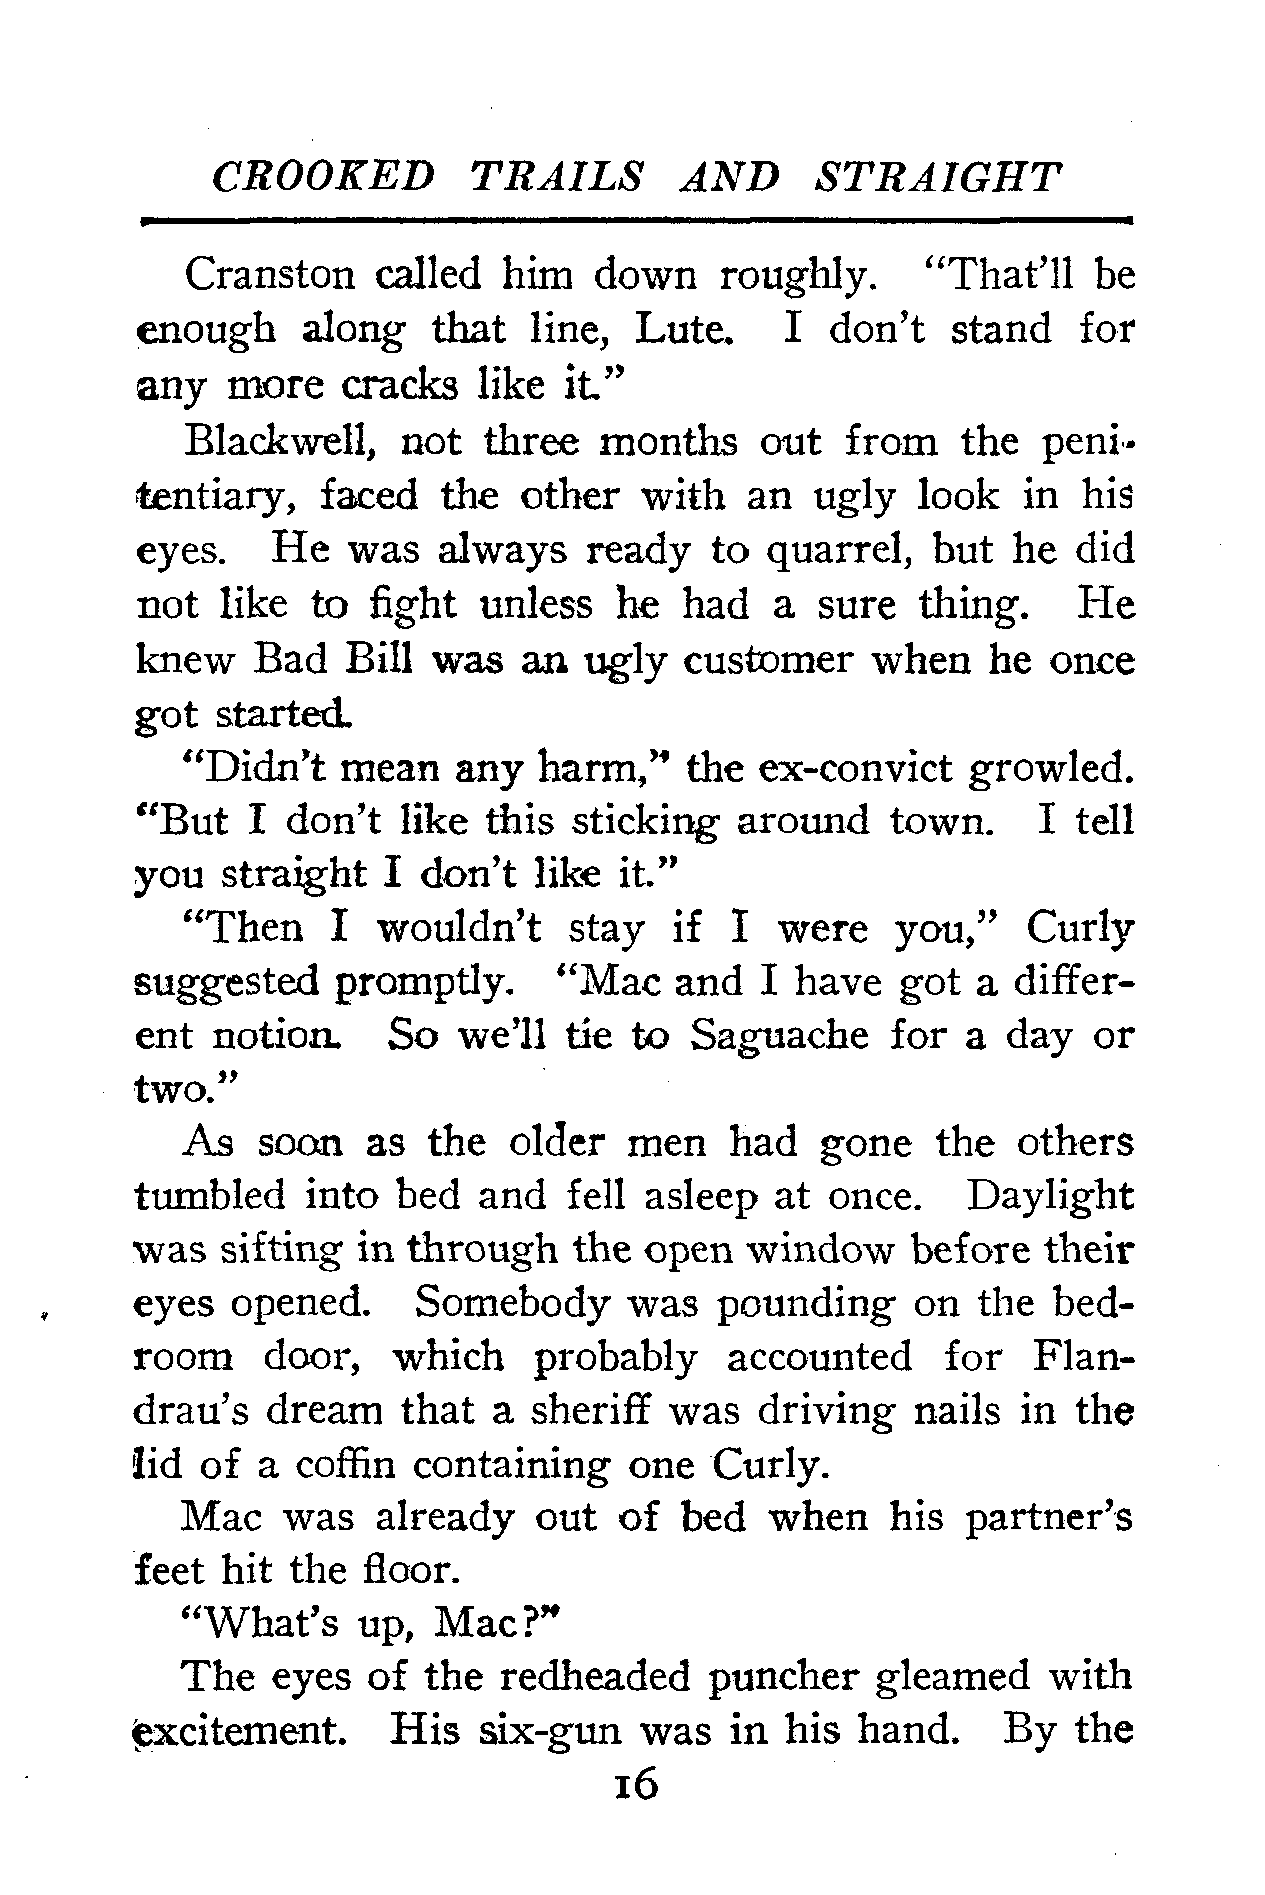 CROOKED TRAILS AND STRAIGHT
Cranston called him down roughly. “That’ll be
enough along that line, Lute. I don’t stand for
any more cracks like it.”
Blackwell, not three months out from the peni-
tentiary, faced the other with an ugly look in his
eyes. He was always ready to quarrel, but he did
not like to fight unless he had a sure thing. He
knew Bad Bill was an ugly customer when he once
got started.
“Didn’t mean any harm,” the ex-convict growled.
“But I don’t like this sticking around town. I tell
you straight I don’t like it.”
“Then I wouldn’t stay if I were you,” Curly
suggested promptly. “Mac and I have got a differ-
ent notion. So we’ll tie to Saguache for a day or
two.”
As soon as the older men had gone the others
tumbled into bed and fell asleep at once. Daylight
was sifting in through the open window before their
eyes opened. Somebody was pounding on the bed-
room door, which probably accounted for Flan-
drau’s dream that a sheriff was driving nails in the
lid of a coffin containing one Curly.
Mac was already out of bed when his partner’s
feet hit the floor.
“What’s up, Mac?”
The eyes of the redheaded puncher gleamed with
excitement. His six-gun was in his hand. By the
16